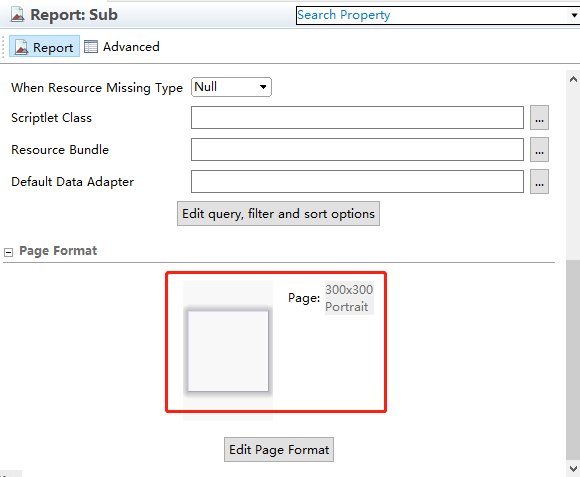 Report: Sub
Search Property
Report
Advanced
When Resource Missing Type
Null
Scriptlet Class
...
Resource Bundle
...
Default Data Adapter
...
Edit query, filter and sort options
Page Format
Page:
300x300
Portrait
Edit Page Format